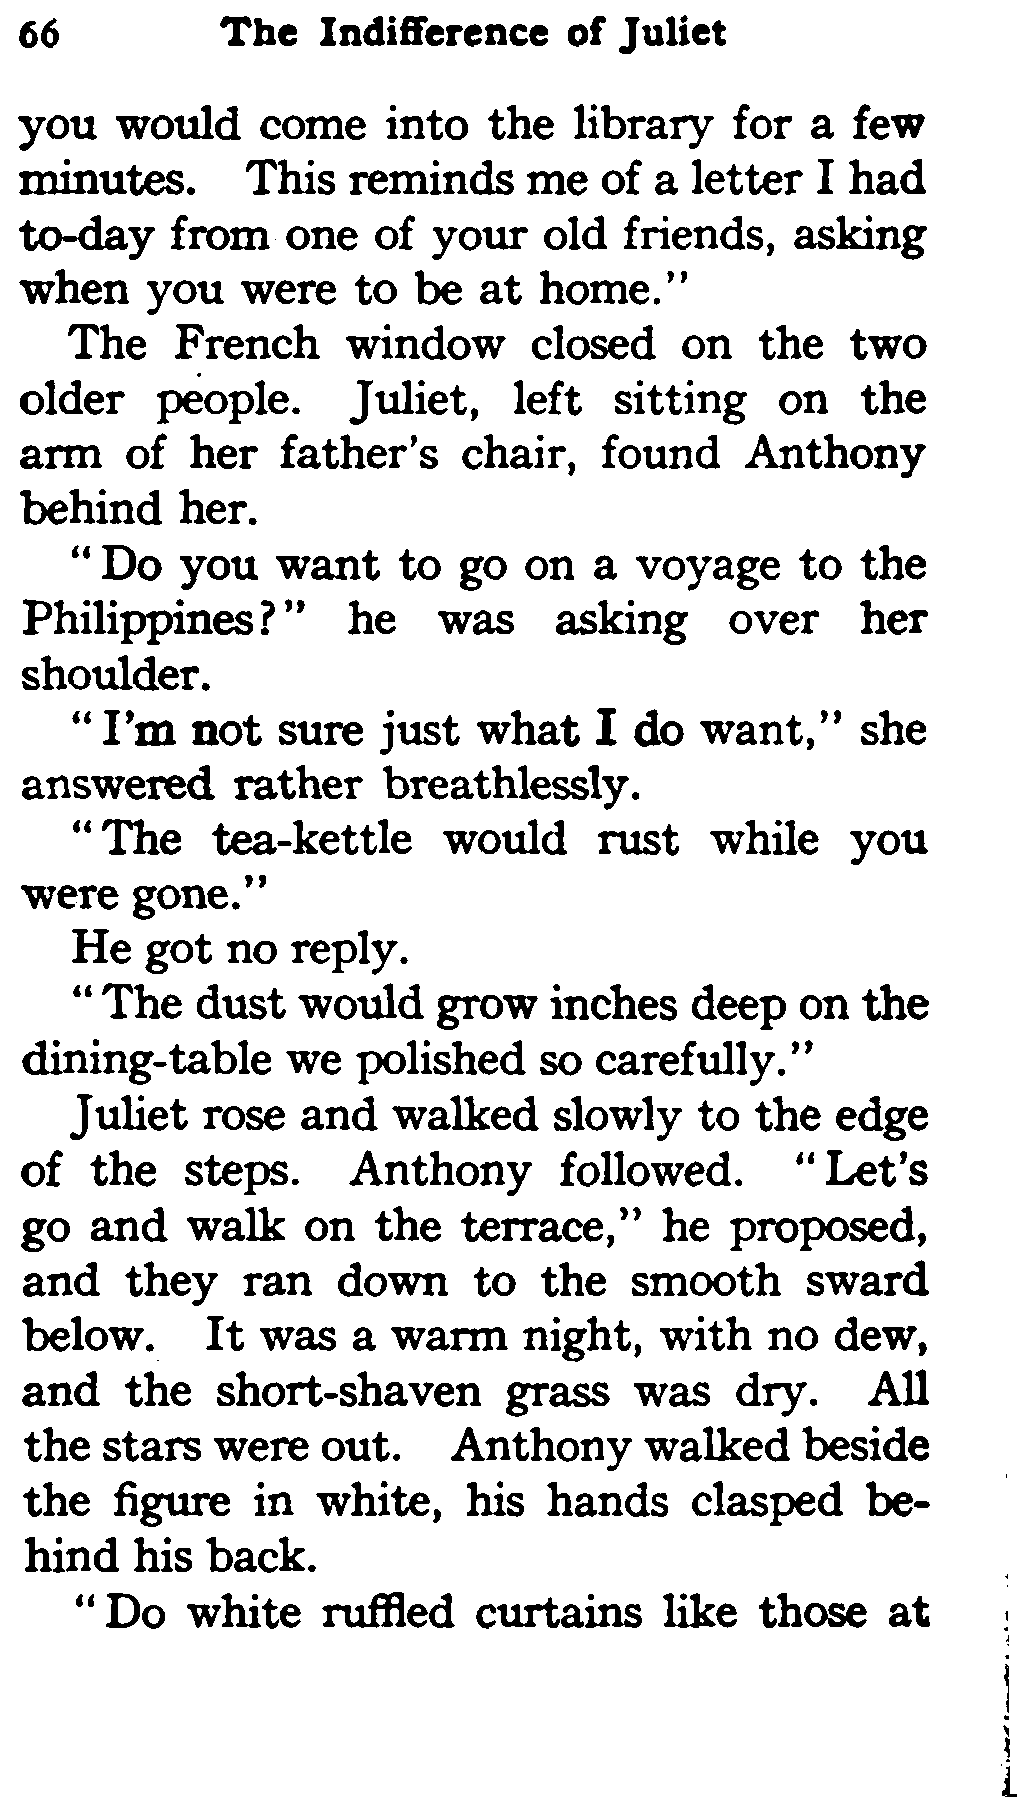 66 The Indifference of Juliet
you would come into the library for a few
minutes. This reminds me of a letter I had
to-day from one of your old friends, asking
when you were to be at home."
The French window closed on the two
older people. Juliet, left sitting on the
arm of her father's chair, found Anthony
behind her.
"Do you want to go on a voyage to the
Philippines?" he was asking over her
shoulder.
"I'm not sure just what I do want," she
answered rather breathlessly.
"The tea-kettle would rust while you
were gone."
He got no reply.
"The dust would grow inches deep on the
dining-table we polished so carefully."
Juliet rose and walked slowly to the edge
of the steps. Anthony followed. "Let's
go and walk on the terrace," he proposed,
and they ran down to the smooth sward
below. It was a warm night, with no dew,
and the short-shaven grass was dry. All
the stars were out. Anthony walked beside
the figure in white, his hands clasped be-
hind his back.
"Do white ruffled curtains like those at